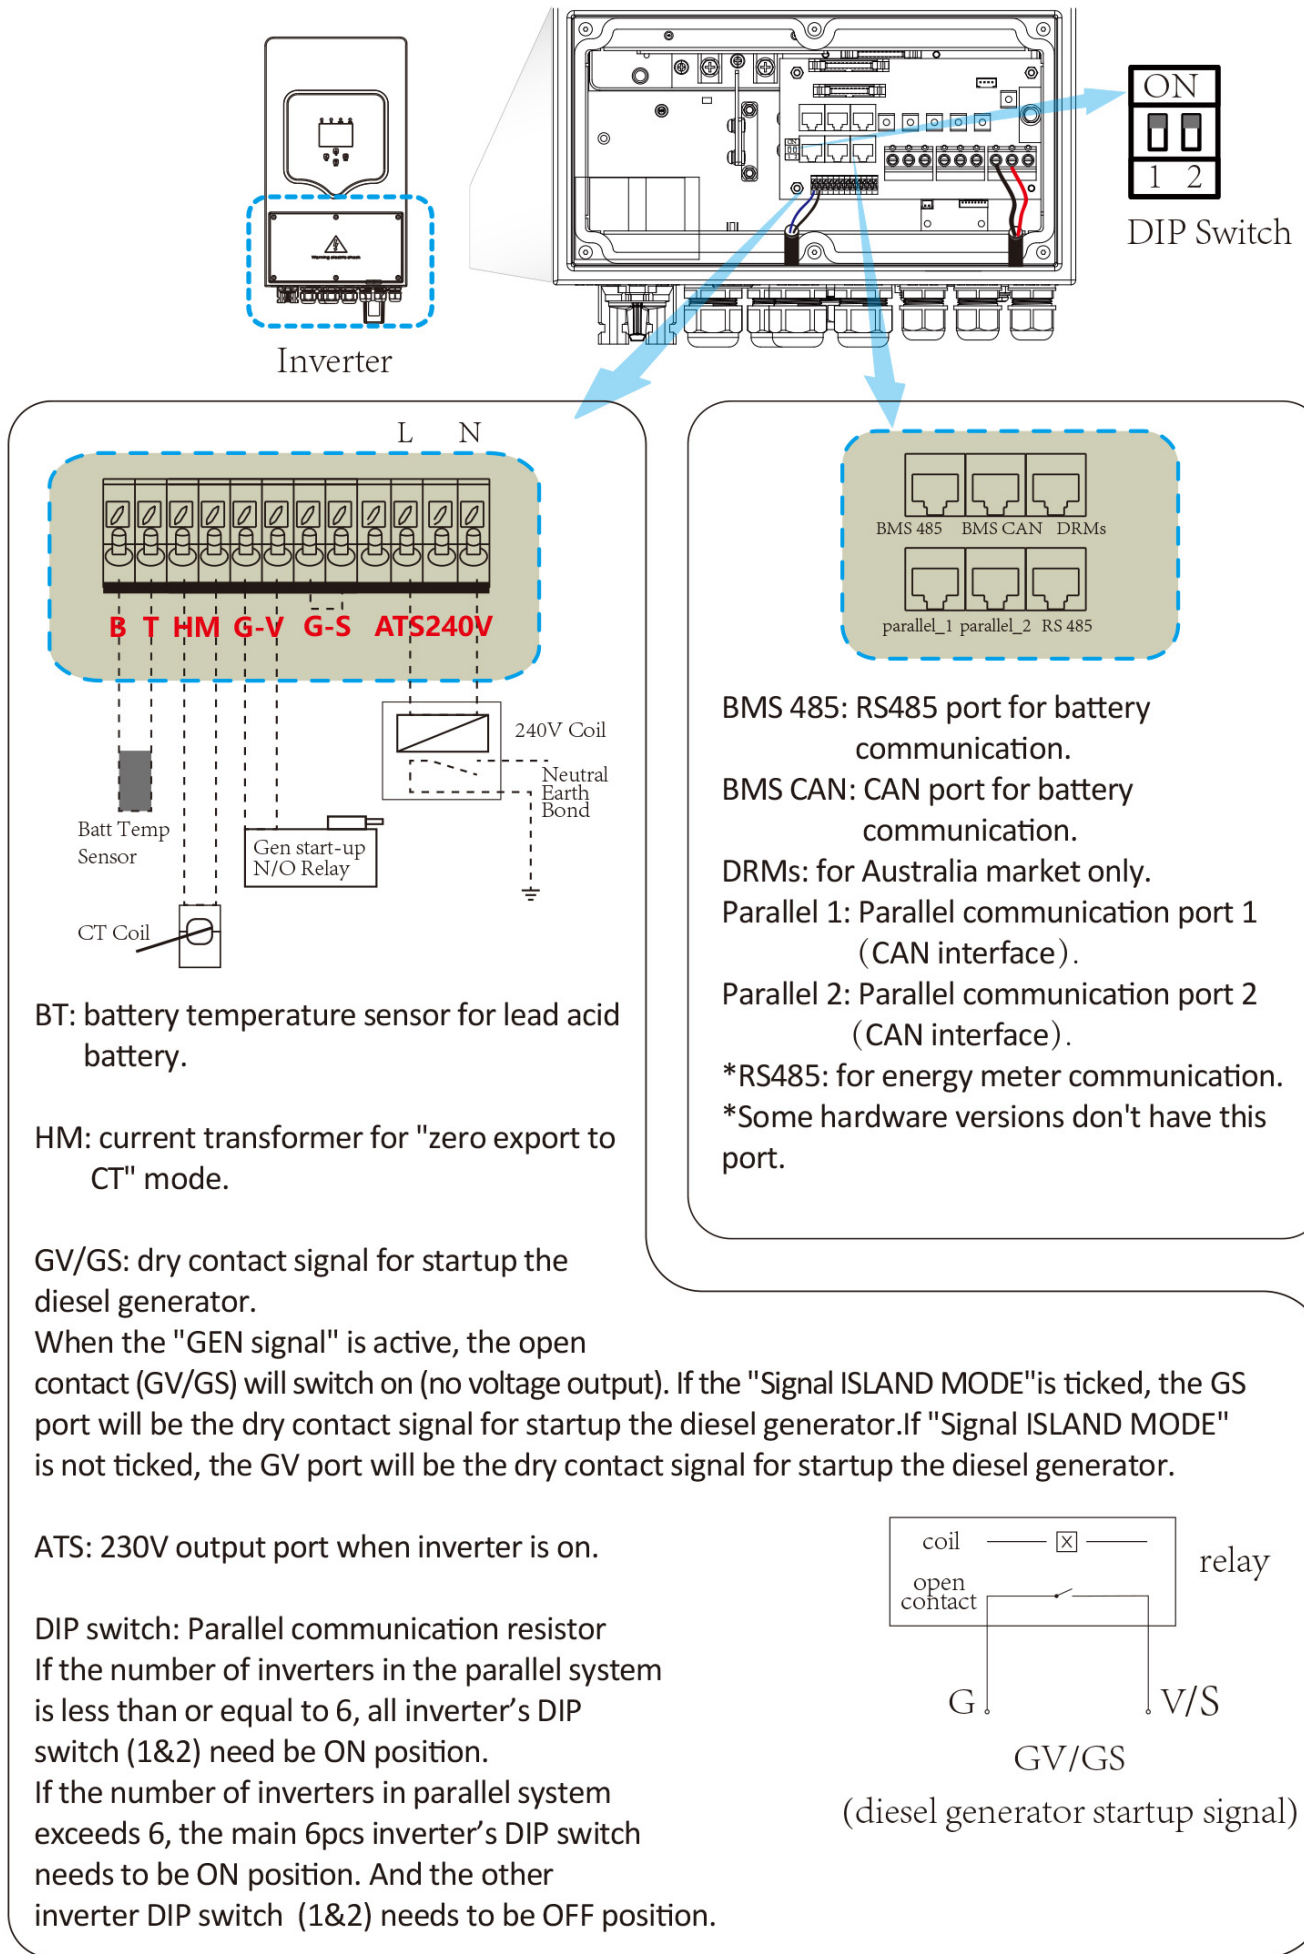 ON
1 2
DIP Switch
Warning electric shock
Inverter
L N
B T HM G-V G-S ATS240V
240V Coil
Neutral
Earth
Bond
Batt Temp
Sensor
Gen start-up
N/O Relay
CT Coil
BMS 485 BMS CAN DRMs
parallel_1 parallel_2 RS 485
BMS 485: RS485 port for battery
communication.
BMS CAN: CAN port for battery
communication.
DRMs: for Australia market only.
Parallel 1: Parallel communication port 1
(CAN interface).
Parallel 2: Parallel communication port 2
(CAN interface).
*RS485: for energy meter communication.
*Some hardware versions don't have this
port.
BT: battery temperature sensor for lead acid
battery.
HM: current transformer for "zero export to
CT" mode.
GV/GS: dry contact signal for startup the
diesel generator.
When the "GEN signal" is active, the open
contact (GV/GS) will switch on (no voltage output). If the "Signal ISLAND MODE"is ticked, the GS
port will be the dry contact signal for startup the diesel generator.If "Signal ISLAND MODE"
is not ticked, the GV port will be the dry contact signal for startup the diesel generator.
ATS: 230V output port when inverter is on.
DIP switch: Parallel communication resistor
If the number of inverters in the parallel system
is less than or equal to 6, all inverter’s DIP
switch (1&2) need be ON position.
If the number of inverters in parallel system
exceeds 6, the main 6pcs inverter’s DIP switch
needs to be ON position. And the other
inverter DIP switch (1&2) needs to be OFF position.
coil
relay
open
contact
G V/S
GV/GS
(diesel generator startup signal)